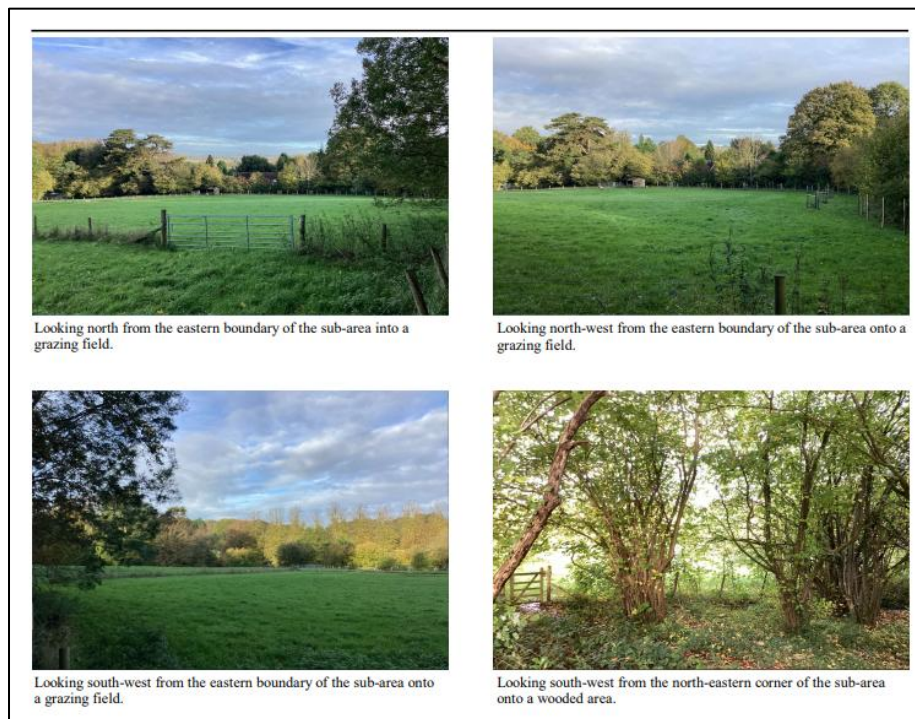 Looking north from the eastern boundary of the sub-area into a
grazing field.
Looking north-west from the eastern boundary of the sub-area onto a
grazing field.
Looking south-west from the eastern boundary of the sub-area onto
a grazing field.
Looking south-west from the north-eastern corner of the sub-area
onto a wooded area.